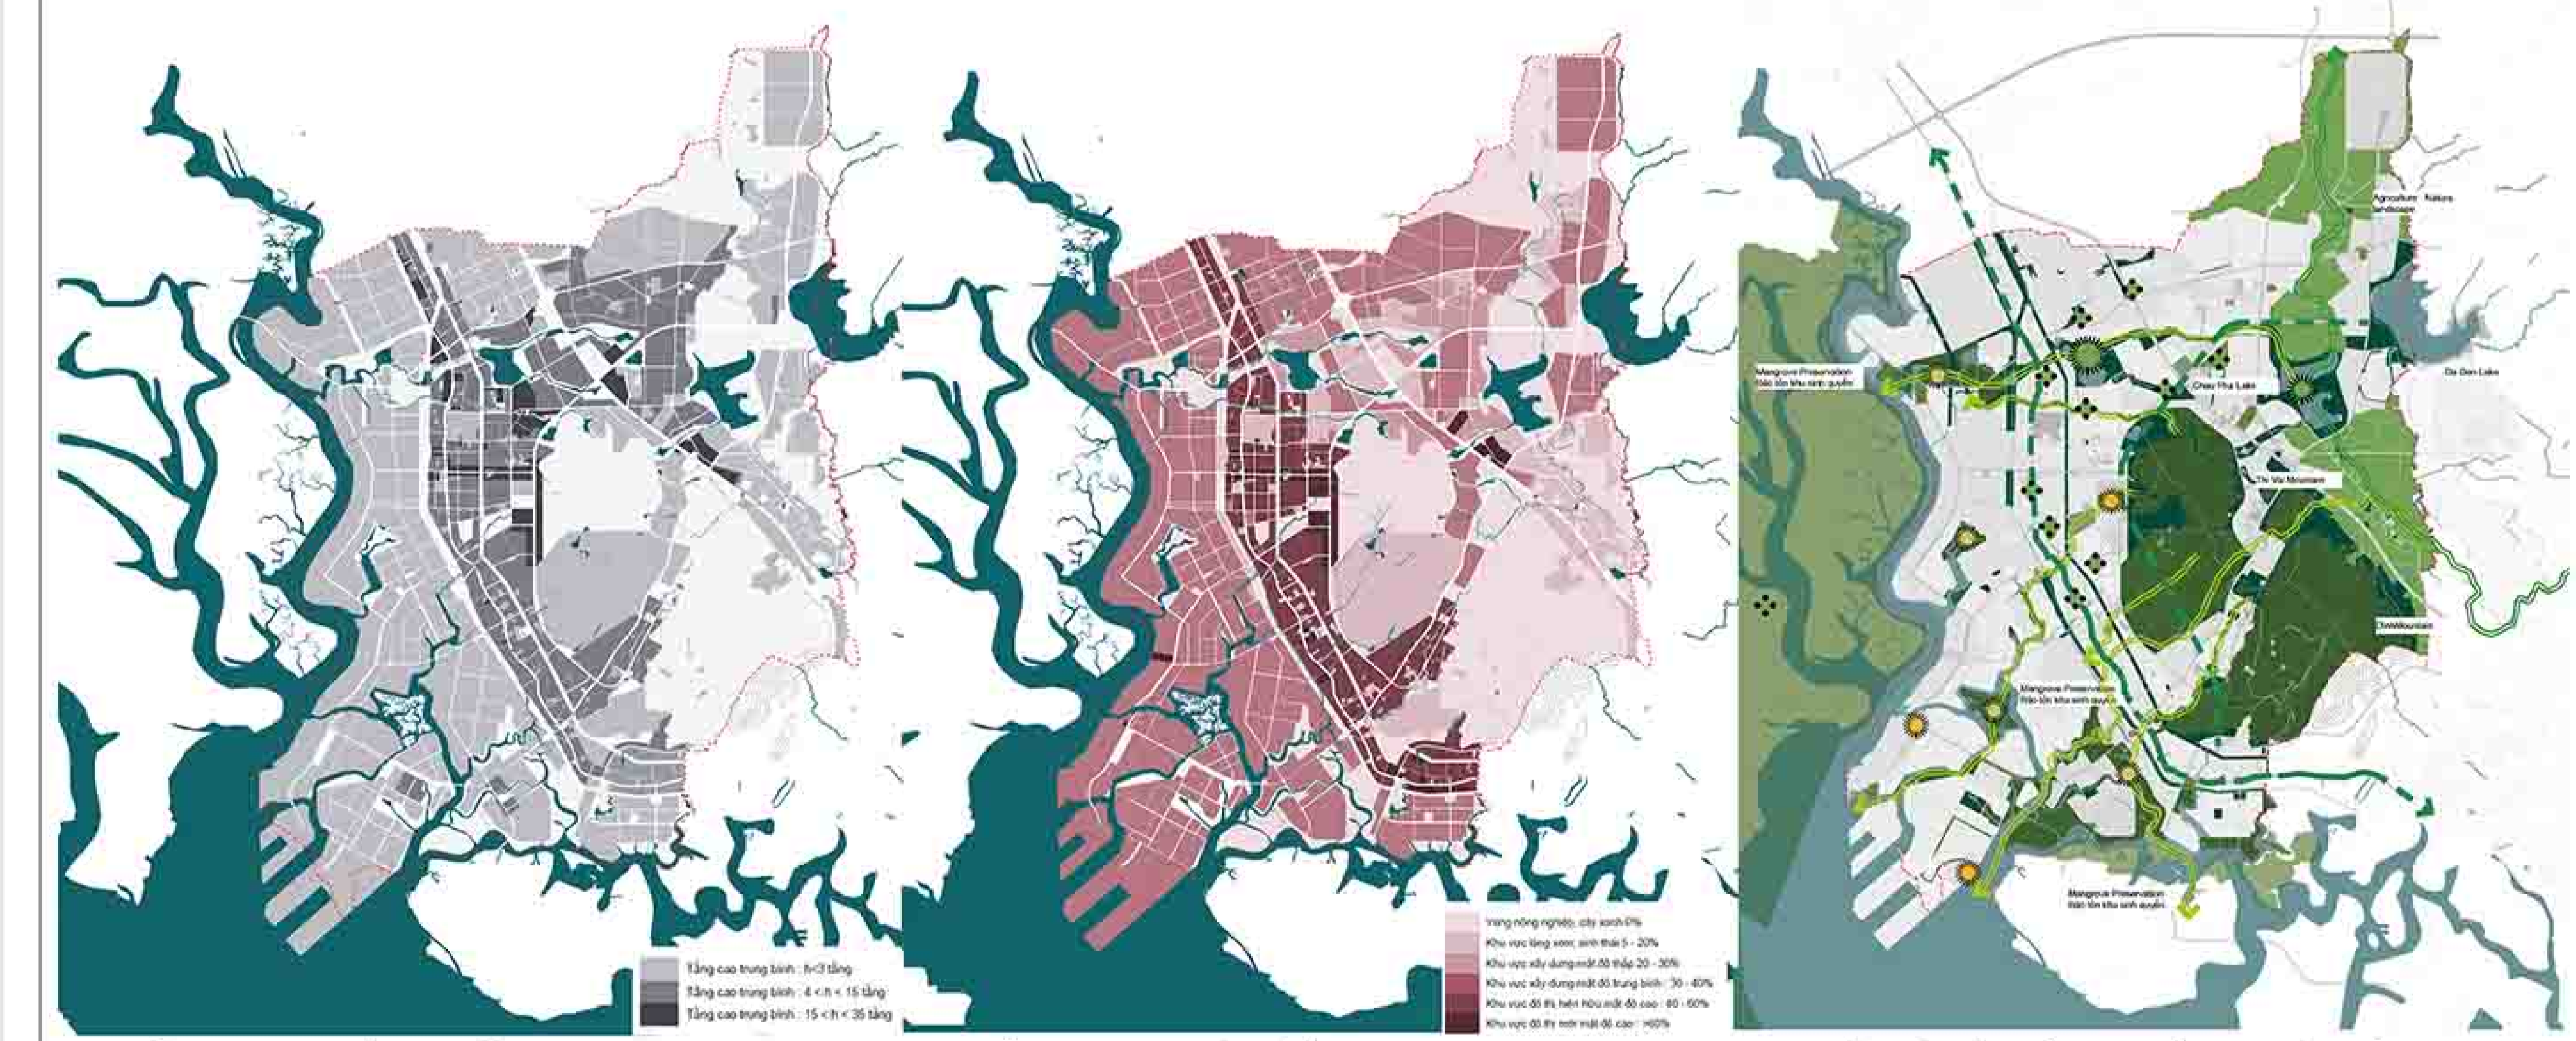 Tầng cao trung bình : h<3 tầng
Tầng cao trung bình : 4 < h < 15 tầng
Tầng cao trung bình : 15 < h < 35 tầng
Vùng nông nghiệp, cây xanh 0%
Khu vực làng xóm, sinh thái 5 - 20%
Khu vực xây dựng mật độ thấp 20 - 30%
Khu vực xây dựng mật độ trung bình : 30 - 40%
Khu vực đô thị hiện hữu mật độ cao : 40 - 60%
Khu vực đô thị mới mật độ cao : >60%
Agriculture Nature
landscape
Mangrove Preservation
Bảo tồn khu sinh quyển
Chau Pha Lake
Da Den Lake
Thi Vai Mountain
Dinh Mountain
Mangrove Preservation
Bảo tồn khu sinh quyển
Mangrove Preservation
Bảo tồn khu sinh quyển